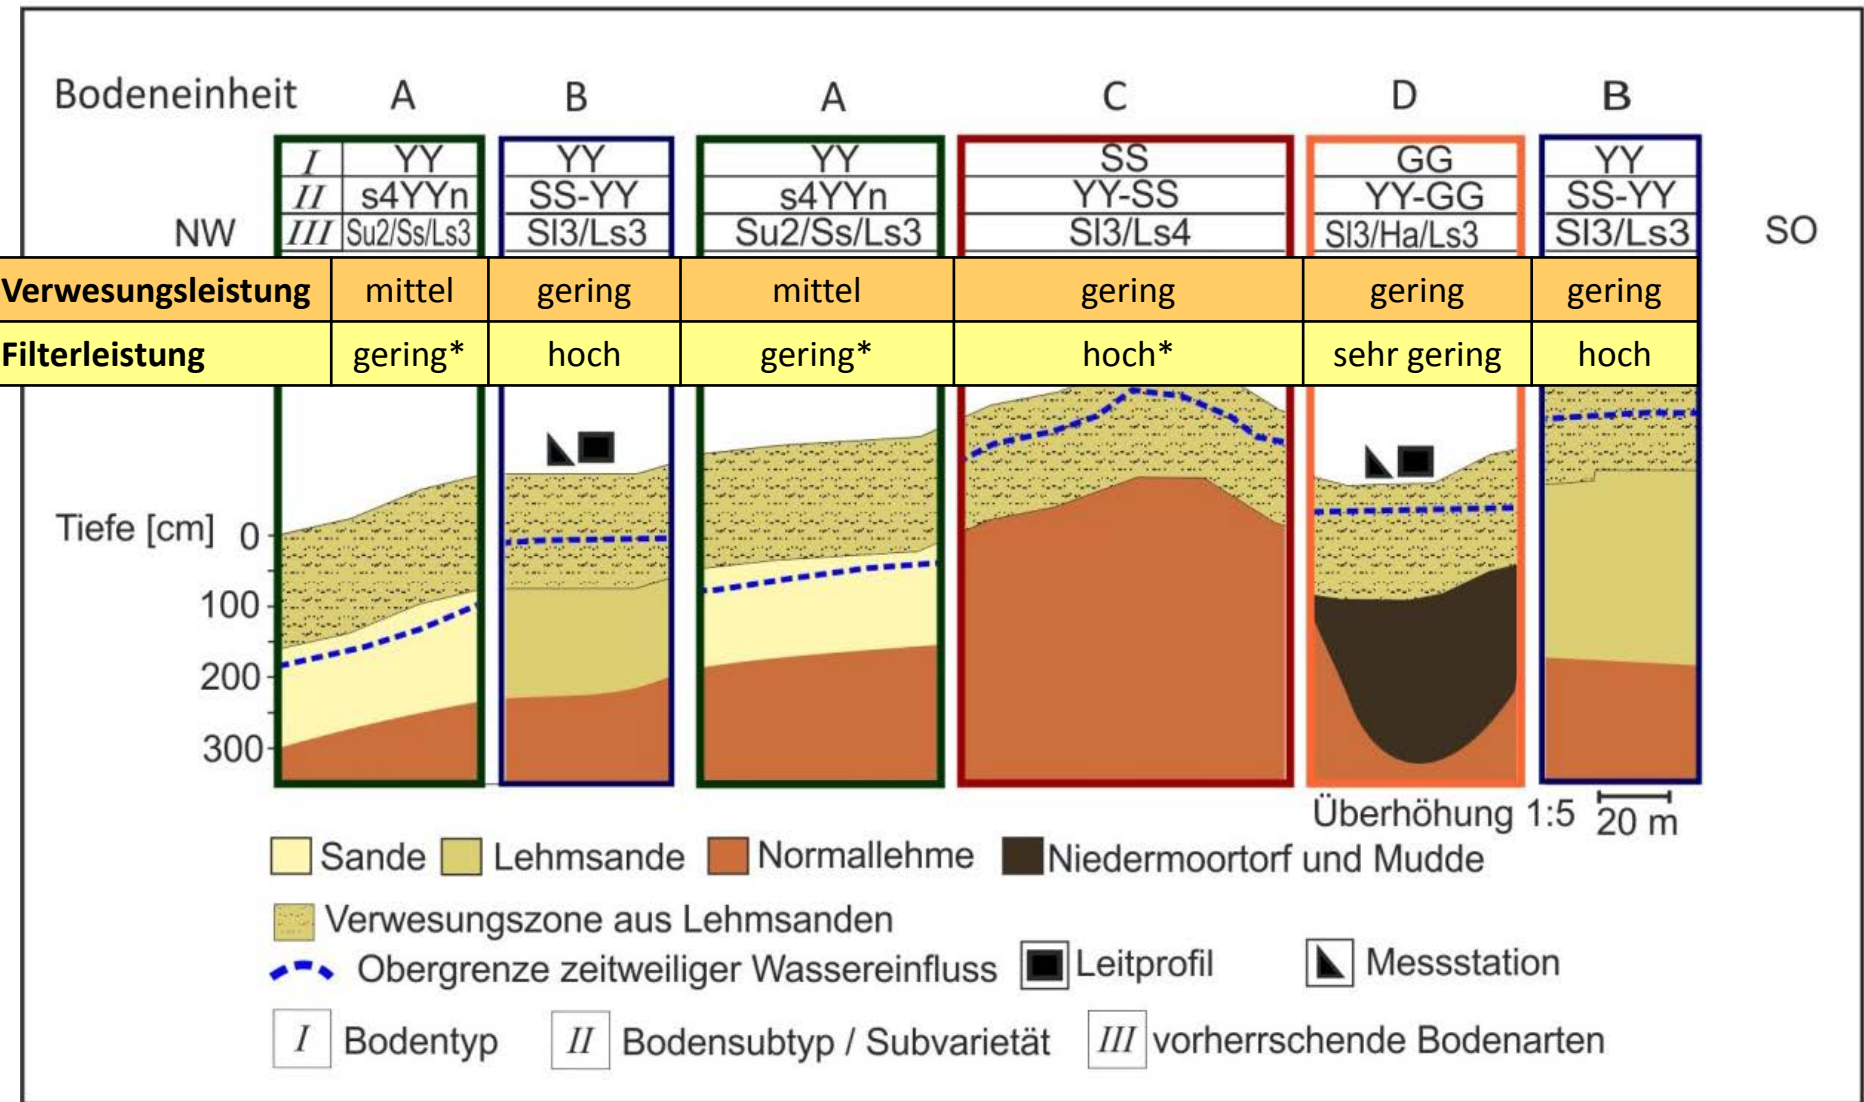 Bodeneinheit A B A C D B
I YY YY YY SS GG YY
II s4YYn SS-YY s4YYn YY-SS YY-GG SS-YY
NW III Su2/Ss/Ls3 Sl3/Ls3 Su2/Ss/Ls3 Sl3/Ls4 Sl3/Ha/Ls3 Sl3/Ls3 SO
Verwesungsleistung mittel gering mittel gering gering gering
Filterleistung gering* hoch gering* hoch* sehr gering hoch
Tiefe [cm] 0
100
200
300
Überhöhung 1:5 20 m
Sande Lehmsande Normallehme Niedermoortorf und Mudde
Verwesungszone aus Lehmsanden
Obergrenze zeitweiliger Wassereinfluss Leitprofil Messstation
I Bodentyp II Bodensubtyp / Subvarietät III vorherrschende Bodenarten